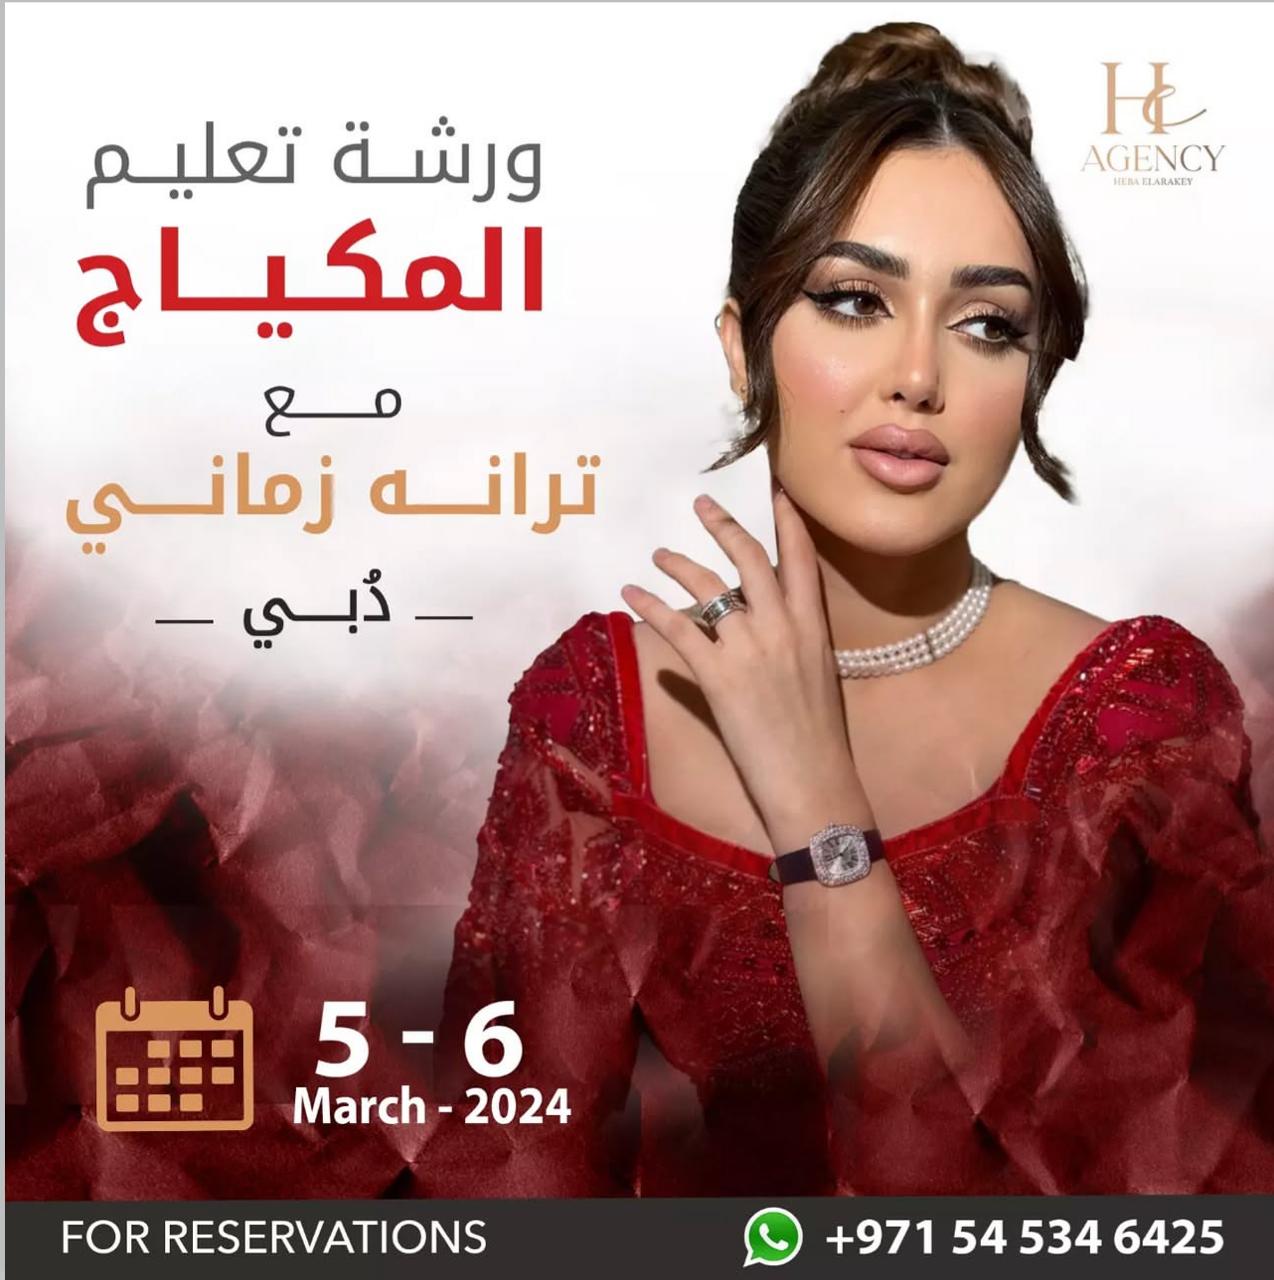 HE
AGENCY
HEBA ELARAKEY
ورشة تعليم
المكياج
مع
ترانه زماني
دُبي
5 - 6
March - 2024
FOR RESERVATIONS
+971 54 534 6425